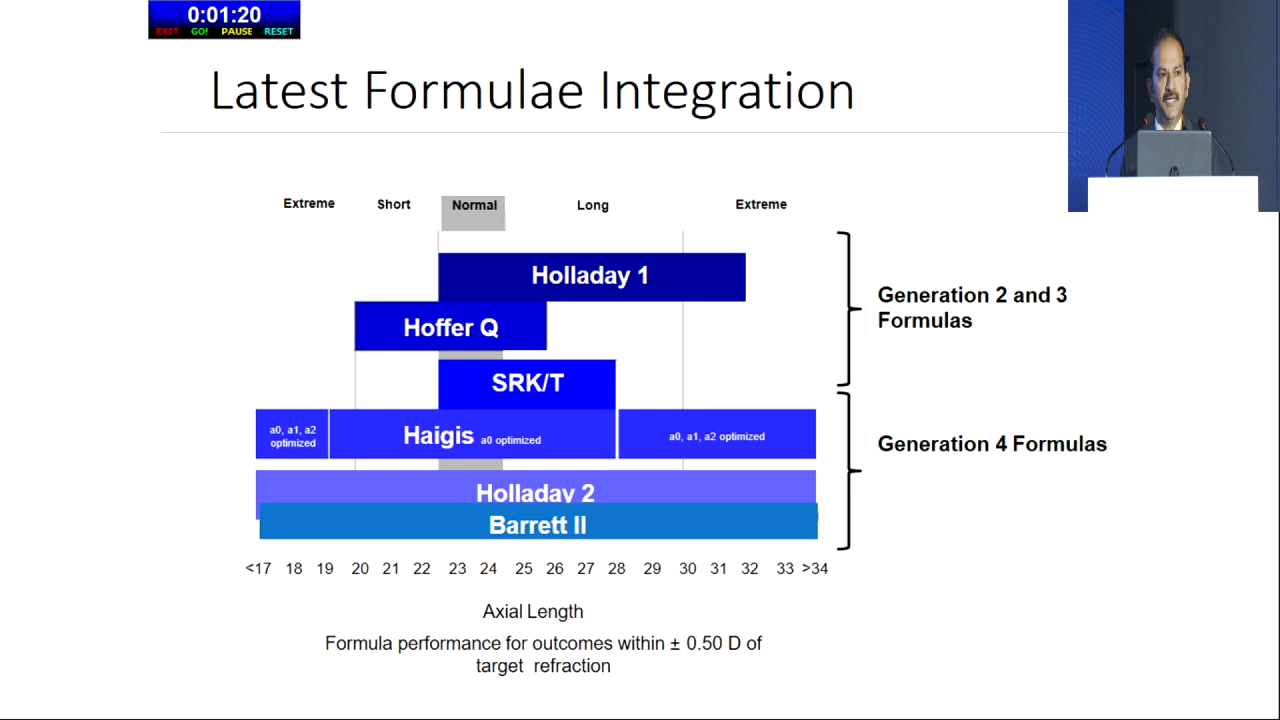 0:01:20
EXIT GO! PAUSE RESET
Latest Formulae Integration
Extreme Short Normal Long Extreme
Holladay 1
Hoffer Q
SRK/T
Generation 2 and 3
Formulas
a0, a1, a2
optimized
Haigis a0 optimized
a0, a1, a2 optimized
Generation 4 Formulas
Holladay 2
Barrett II
<17 18 19 20 21 22 23 24 25 26 27 28 29 30 31 32 33 >34
Axial Length
Formula performance for outcomes within ± 0.50 D of
target refraction
hp